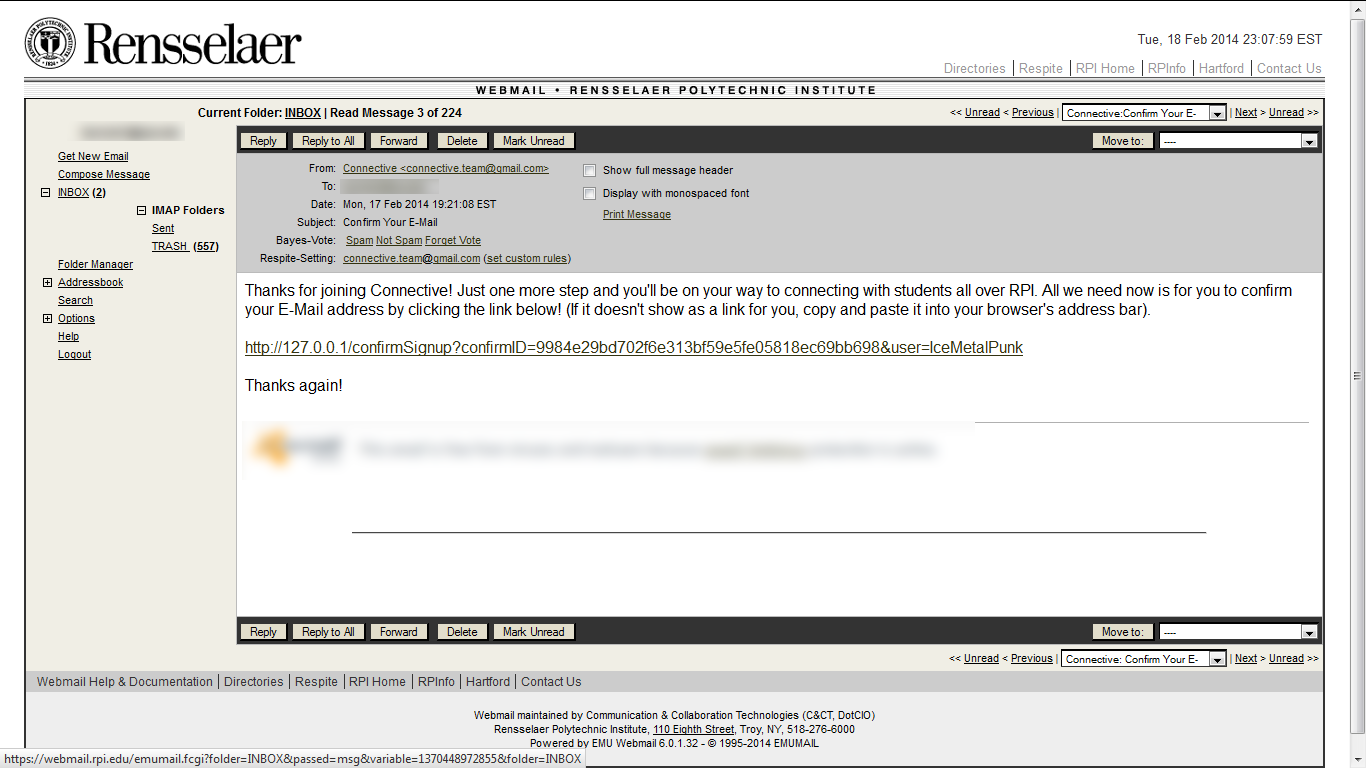 Rensselaer
Tue, 18 Feb 2014 23:07:59 EST
Directories | Respite | RPI Home | RPInfo | Hartford | Contact Us
WEBMAIL • RENSSELAER POLYTECHNIC INSTITUTE
Current Folder: INBOX | Read Message 3 of 224
<< Unread < Previous | Connective:Confirm Your E- | Next > Unread >>
Get New Email
Compose Message
INBOX (2)
IMAP Folders
Sent
TRASH (557)
Folder Manager
Addressbook
Search
Options
Help
Logout
Reply Reply to All Forward Delete Mark Unread Move to: ----
From: Connective <connective.team@gmail.com>
To:
Date: Mon, 17 Feb 2014 19:21:08 EST
Subject: Confirm Your E-Mail
Bayes-Vote: Spam Not Spam Forget Vote
Respite-Setting: connective.team@gmail.com (set custom rules)
Show full message header
Display with monospaced font
Print Message
Thanks for joining Connective! Just one more step and you'll be on your way to connecting with students all over RPI. All we need now is for you to confirm
your E-Mail address by clicking the link below! (If it doesn't show as a link for you, copy and paste it into your browser's address bar).
http://127.0.0.1/confirmSignup?confirmID=9984e29bd702f6e313bf59e5fe05818ec69bb698&user=IceMetalPunk
Thanks again!
Reply Reply to All Forward Delete Mark Unread Move to: ----
<< Unread < Previous | Connective: Confirm Your E- | Next > Unread >>
Webmail Help & Documentation | Directories | Respite | RPI Home | RPInfo | Hartford | Contact Us
Webmail maintained by Communication & Collaboration Technologies (C&CT, DotCIO)
Rensselaer Polytechnic Institute, 110 Eighth Street, Troy, NY, 518-276-6000
Powered by EMU Webmail 6.0.1.32 - © 1995-2014 EMUMAIL
https://webmail.rpi.edu/emumail.fcgi?folder=INBOX&passed=msg&variable=1370448972855&folder=INBOX